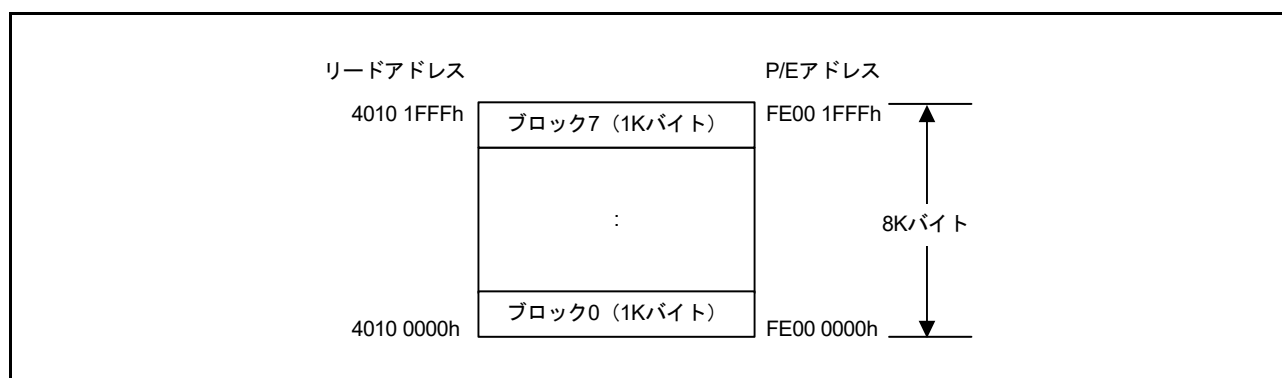 リードアドレス
P/Eアドレス
4010 1FFFh
ブロック7（1Kバイト）
FE00 1FFFh
:
8Kバイト
ブロック0（1Kバイト）
4010 0000h
FE00 0000h